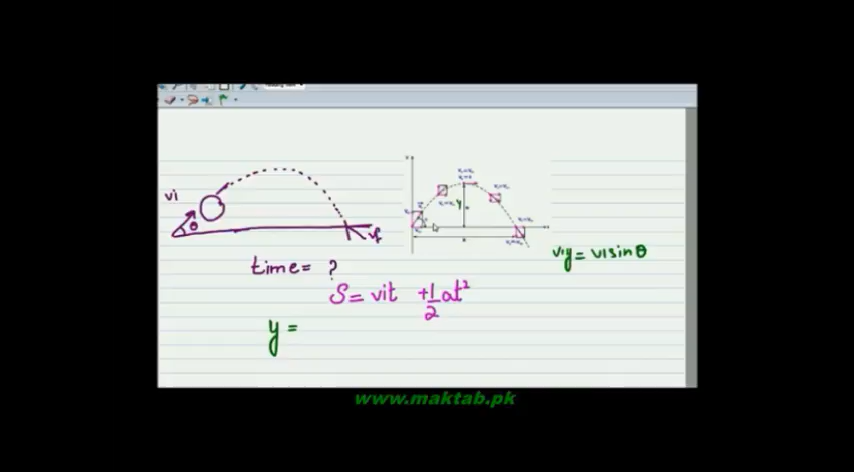 vi
θ
vf
y
viy = visinθ
time = ?
S = vit + 1/2 at²
y =
www.maktab.pk